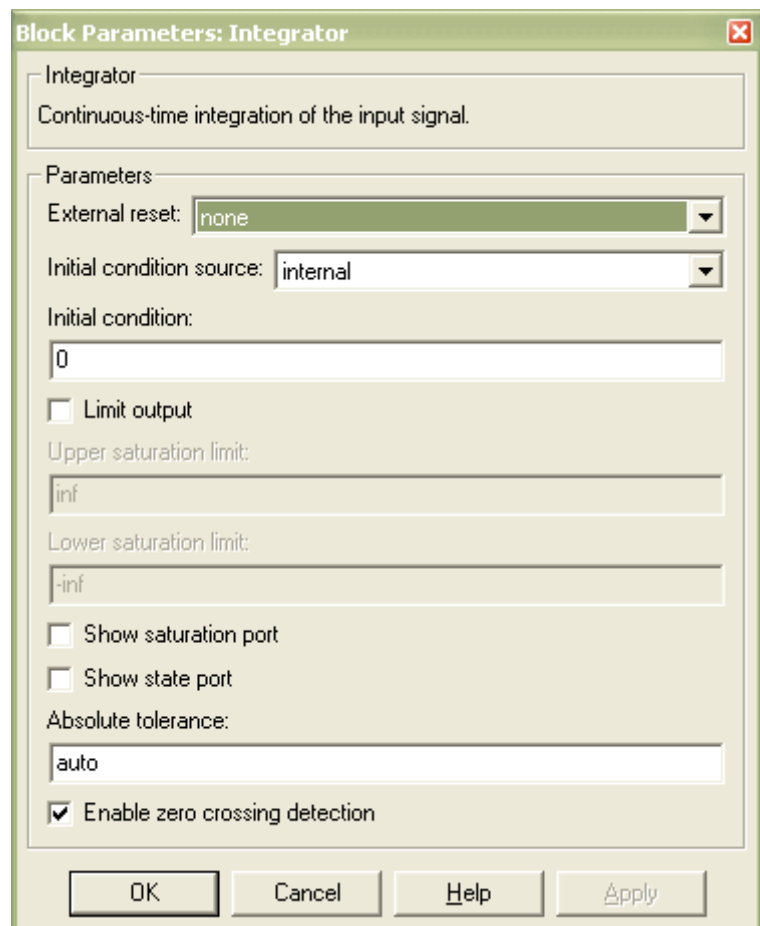 Block Parameters: Integrator
Integrator
Continuous-time integration of the input signal.
Parameters
External reset: none
Initial condition source: internal
Initial condition:
0
Limit output
Upper saturation limit:
inf
Lower saturation limit:
-inf
Show saturation port
Show state port
Absolute tolerance:
auto
Enable zero crossing detection
OK Cancel Help Apply